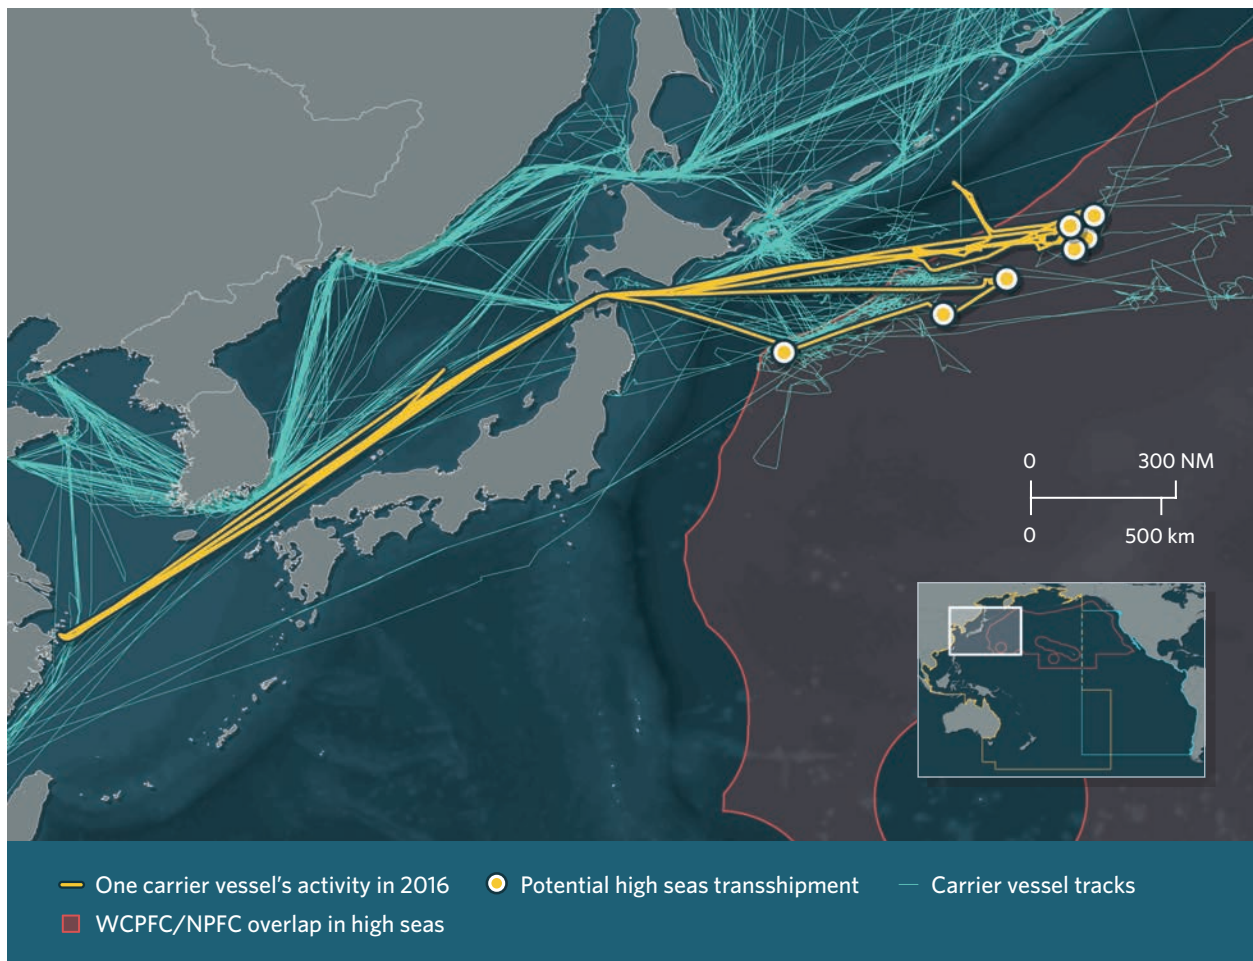 0 300 NM
0 500 km
One carrier vessel's activity in 2016
Potential high seas transshipment
Carrier vessel tracks
WCPFC/NPFC overlap in high seas